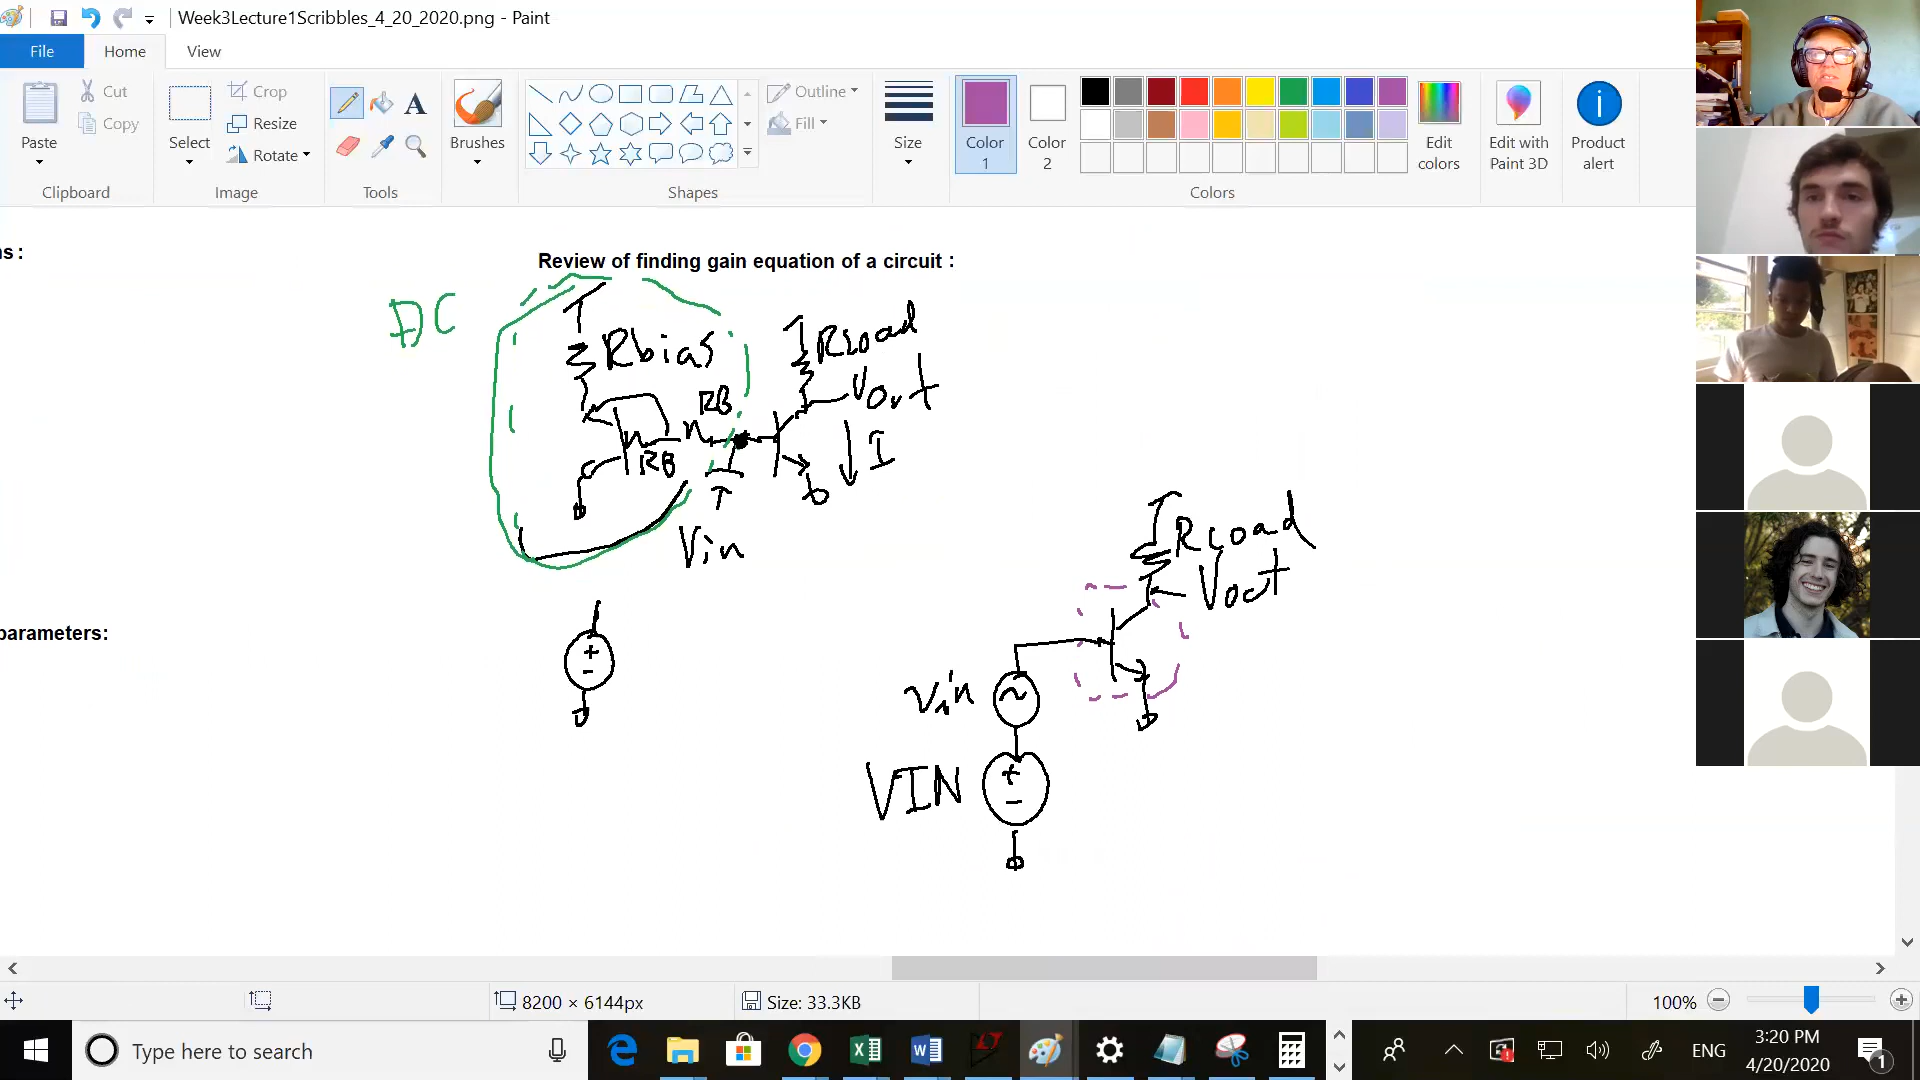 Week3Lecture1Scribbles_4_20_2020.png - Paint
File
Home
View
Paste
Cut
Copy
Clipboard
Select
Crop
Resize
Rotate
Image
A
Tools
Brushes
Shapes
Outline
Fill
Size
Color 1
Color 2
Colors
Edit colors
Edit with Paint 3D
Product alert
ns :
Review of finding gain equation of a circuit :
DC
Rbias
RB
RB
Vin
RLoad
Vout
I
parameters:
+
-
RLoad
Vout
vin
VIN
+
-
8200 × 6144px
Size: 33.3KB
100%
Type here to search
ENG
3:20 PM
4/20/2020
1